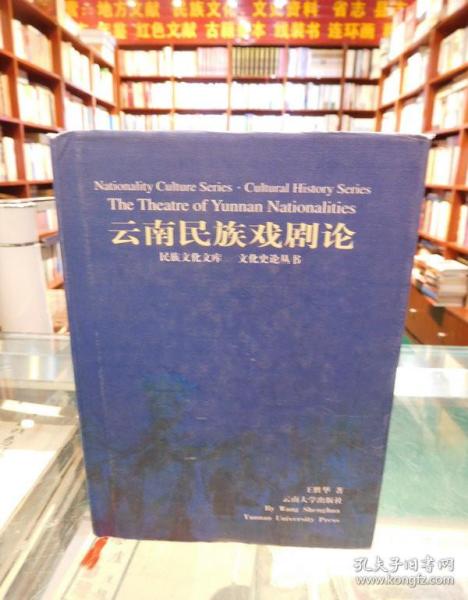 地方文献 民族文化 文史资料 省志 县
红色文献 古籍善本 线装书 连环画
Nationality Culture Series · Cultural History Series
The Theatre of Yunnan Nationalities
云南民族戏剧论
民族文化文库 文化史论丛书
王胜华 著
云南大学出版社
By Wang Shenghua
Yunnan University Press
孔夫子旧书网
www.kongfz.com